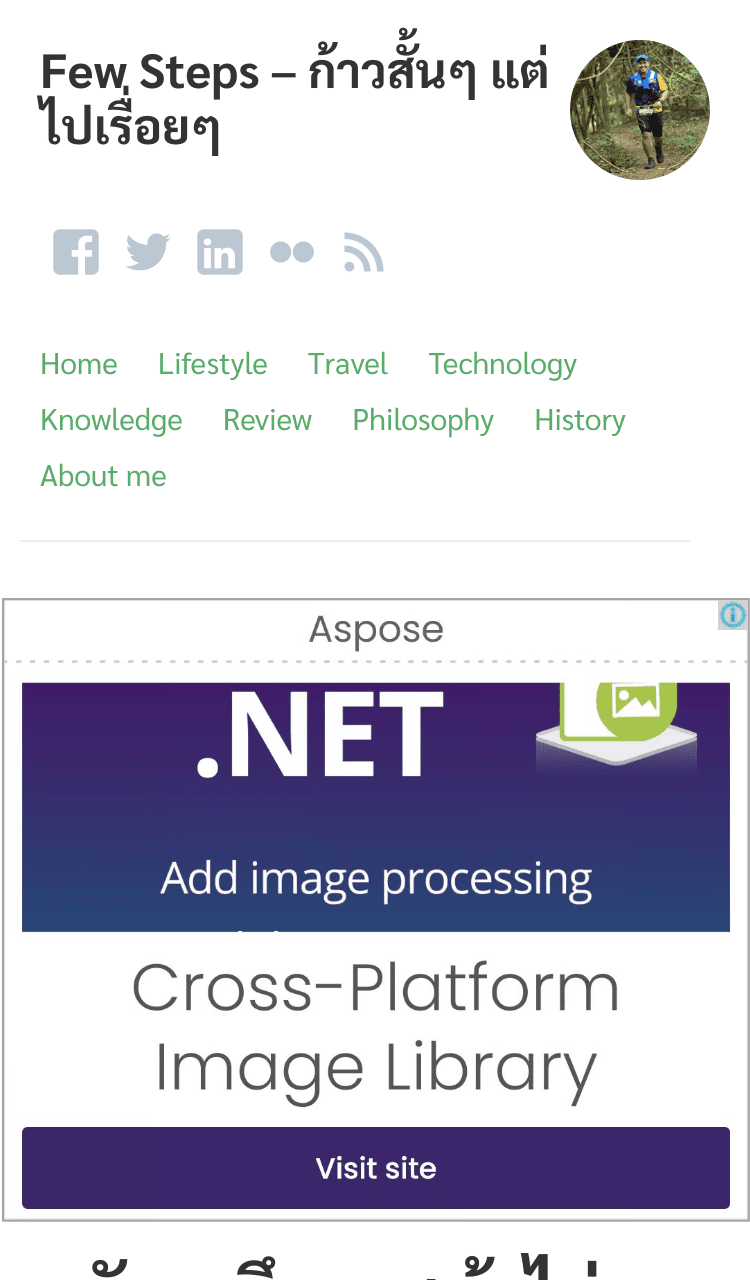 Few Steps – ก้าวสั้นๆ แต่
ไปเรื่อยๆ
Home Lifestyle Travel Technology
Knowledge Review Philosophy History
About me
Aspose
.NET
Add image processing
Cross-Platform
Image Library
Visit site